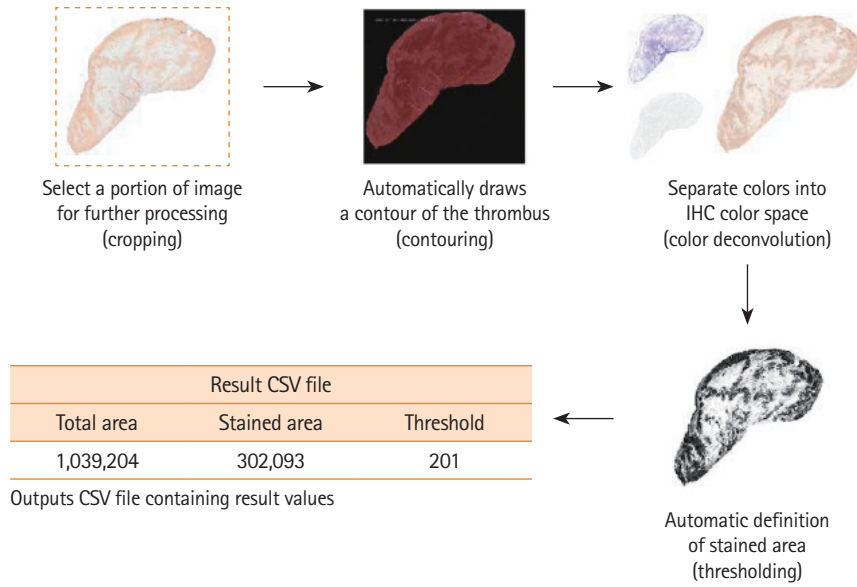 Select a portion of image
for further processing
(cropping)
Automatically draws
a contour of the thrombus
(contouring)
Separate colors into
IHC color space
(color deconvolution)
Automatic definition
of stained area
(thresholding)
Result CSV file
Total area Stained area Threshold
1,039,204 302,093 201
Outputs CSV file containing result values